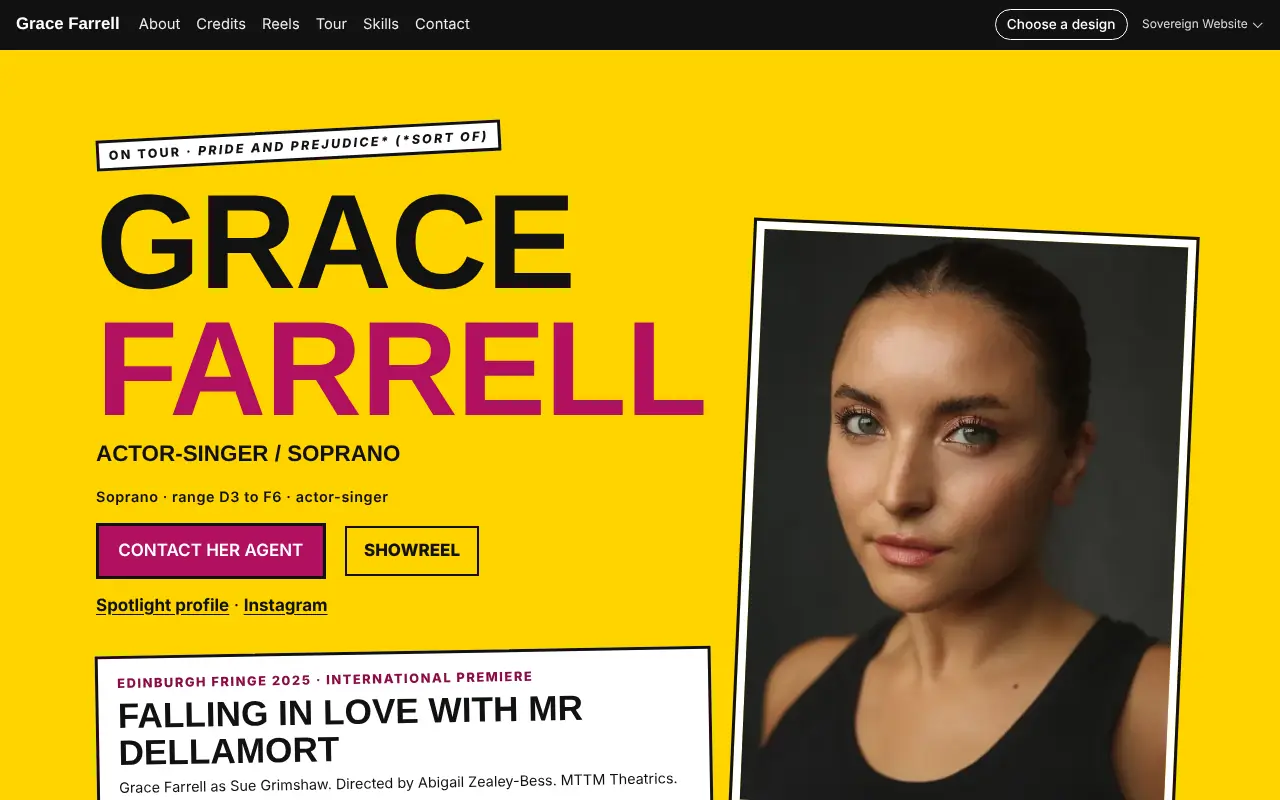 Grace Farrell About Credits Reels Tour Skills Contact Choose a design Sovereign Website
ON TOUR · PRIDE AND PREJUDICE* (*SORT OF)
GRACE
FARRELL
ACTOR-SINGER / SOPRANO
Soprano · range D3 to F6 · actor-singer
CONTACT HER AGENT SHOWREEL
Spotlight profile · Instagram
EDINBURGH FRINGE 2025 · INTERNATIONAL PREMIERE
FALLING IN LOVE WITH MR
DELLAMORT
Grace Farrell as Sue Grimshaw. Directed by Abigail Zealey-Bess. MTTM Theatrics.